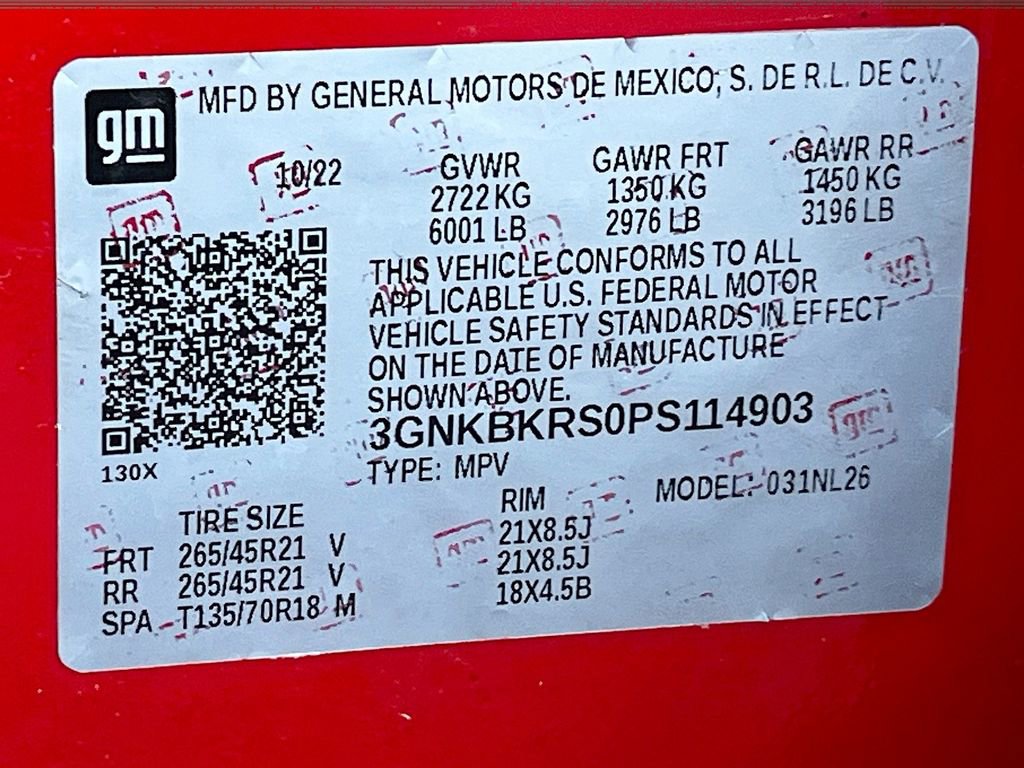 gm
MFD BY GENERAL MOTORS DE MEXICO, S. DE R.L. DE C.V.
10/22
GVWR GAWR FRT GAWR RR
2722 KG 1350 KG 1450 KG
6001 LB 2976 LB 3196 LB
THIS VEHICLE CONFORMS TO ALL
APPLICABLE U.S. FEDERAL MOTOR
VEHICLE SAFETY STANDARDS IN EFFECT
ON THE DATE OF MANUFACTURE
SHOWN ABOVE.
3GNKBKRS0PS114903
130X
TYPE: MPV
MODEL: 031NL26
TIRE SIZE RIM
FRT 265/45R21 V 21X8.5J
RR 265/45R21 V 21X8.5J
SPA T135/70R18 M 18X4.5B